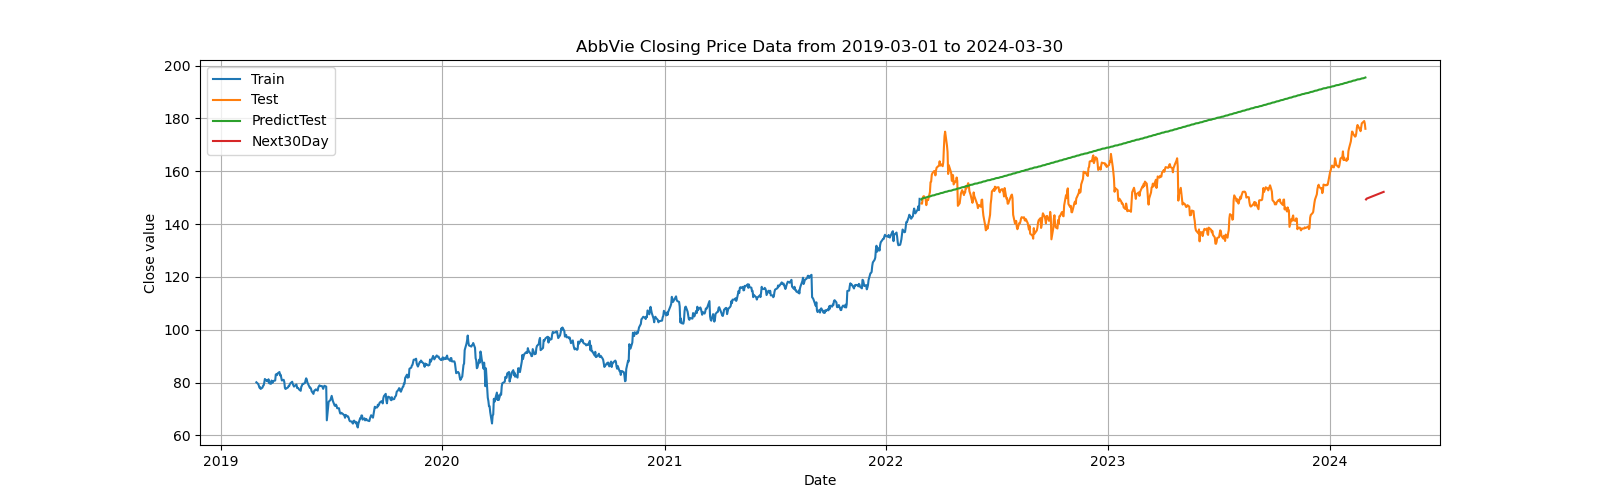 AbbVie Closing Price Data from 2019-03-01 to 2024-03-30
Train
Test
PredictTest
Next30Day
Close value
200
180
160
140
120
100
80
60
2019 2020 2021 2022 2023 2024
Date